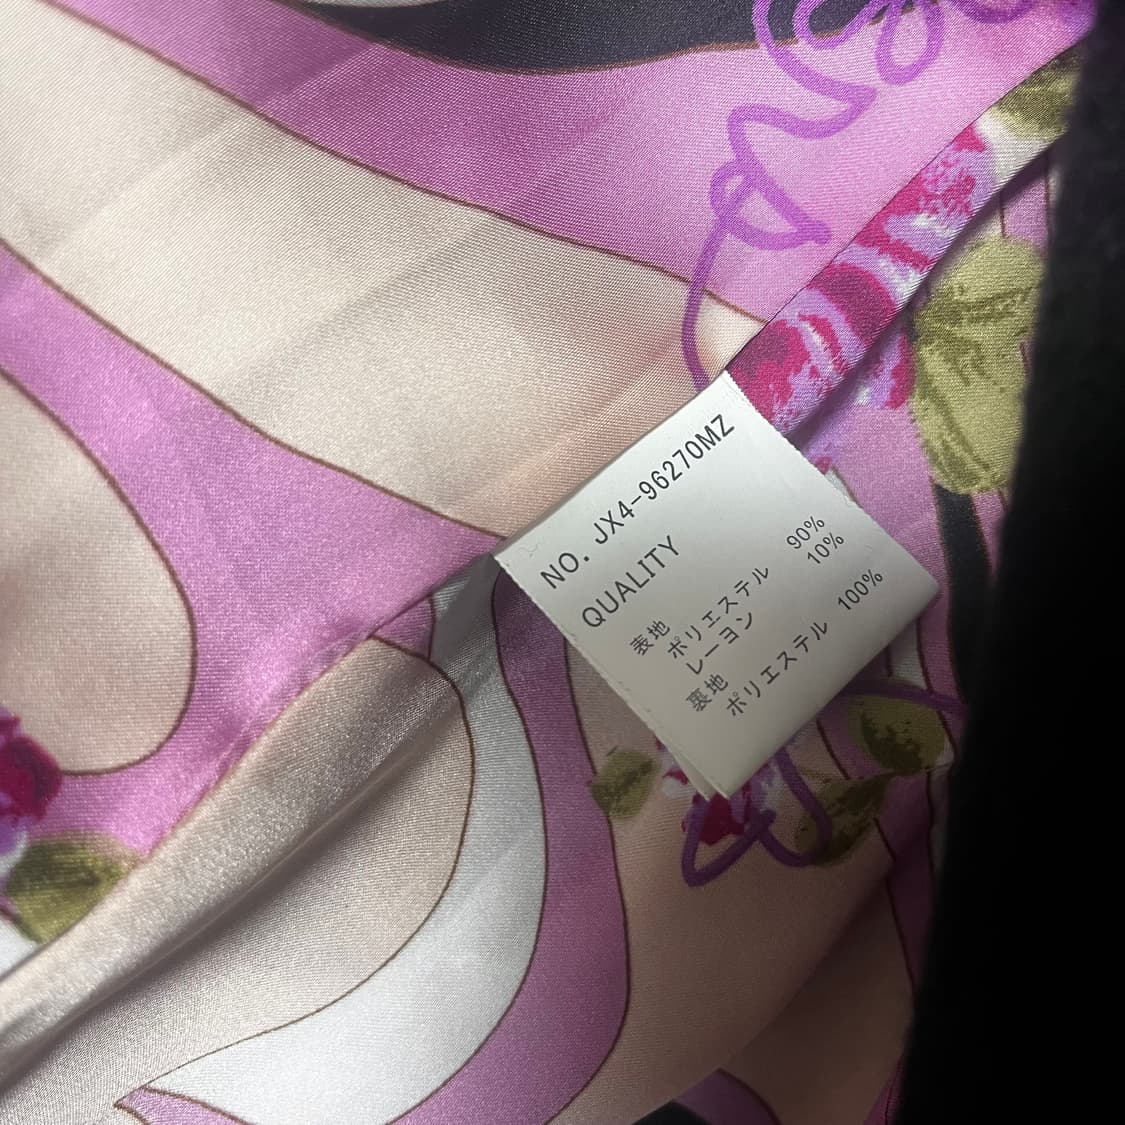 NO. JX4-96270MZ
QUALITY
表地
ポリエステル 90%
レーヨン 10%
裏地
ポリエステル 100%